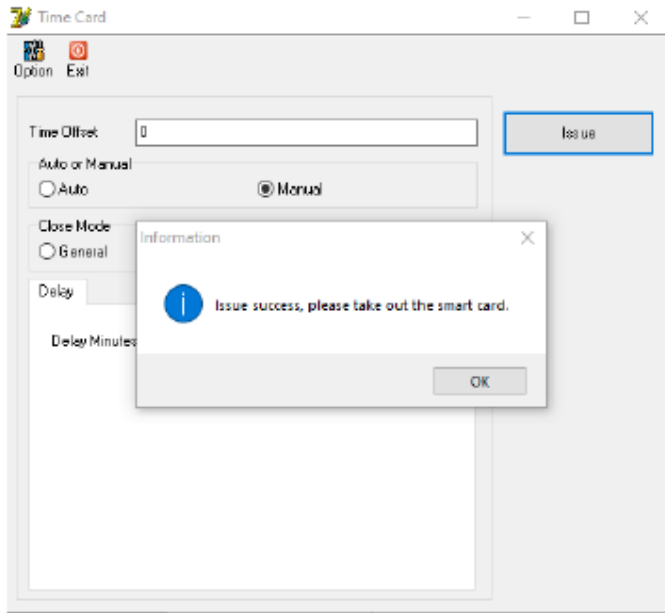 Time Card
Option Exit
Time Offset 0
Issue
Auto or Manual
Auto Manual
Close Mode
General
Information
Issue success, please take out the smart card.
OK
Delay
Delay Minutes